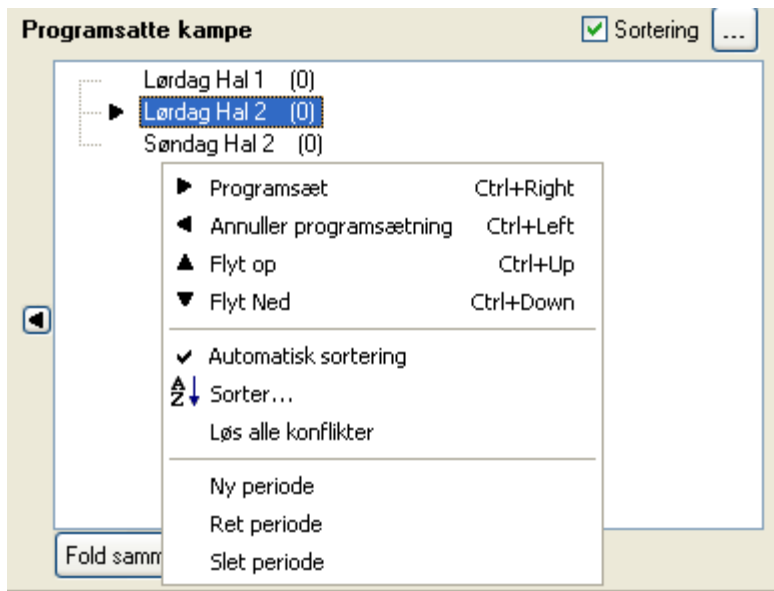 Programsatte kampe Sortering ...
Lørdag Hal 1 (0)
Lørdag Hal 2 (0)
Søndag Hal 2 (0)
Programsæt Ctrl+Right
Annuller programsætning Ctrl+Left
Flyt op Ctrl+Up
Flyt Ned Ctrl+Down
Automatisk sortering
Sorter...
Løs alle konflikter
Ny periode
Ret periode
Fold samm
Slet periode